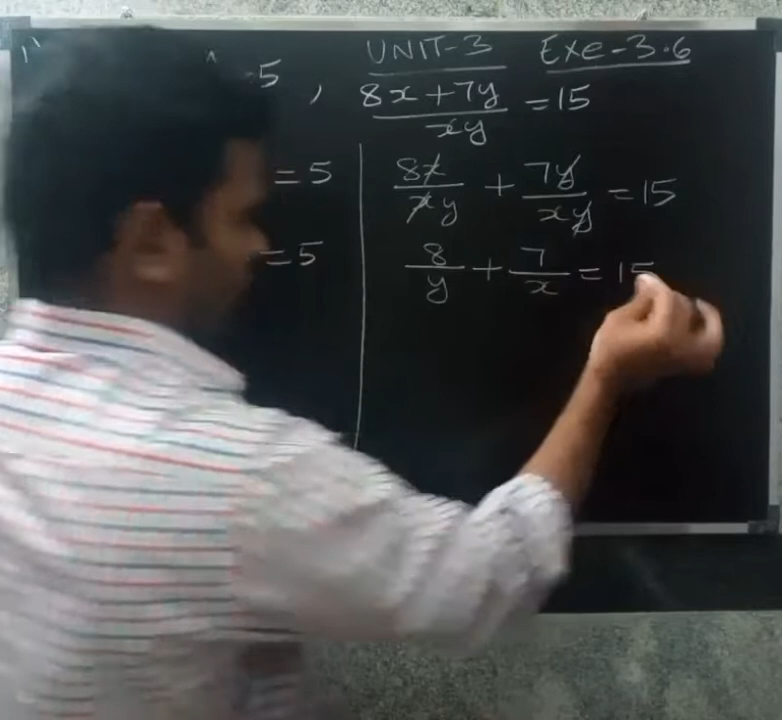 UNIT-3 EXE-3.6
5 , 8x+7y/xy =15
=5
8x/xy + 7y/xy =15
=5
8/y + 7/x = 15